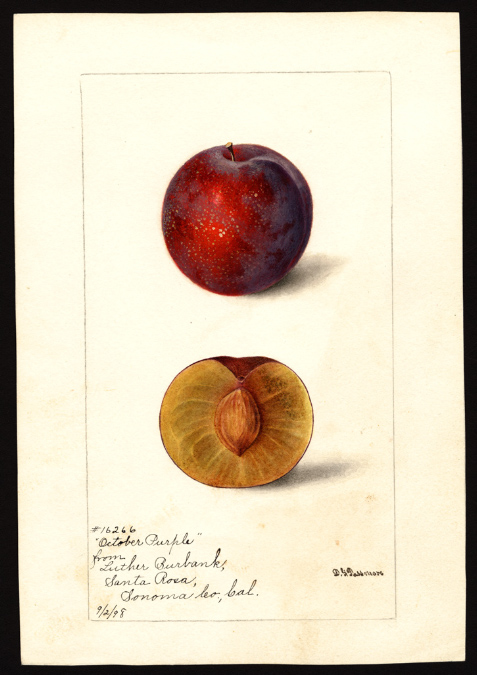 #16266
"October Purple"
from
Luther Burbank,
Santa Rosa,
Sonoma Co, Cal.
9/2/98
D.G. Passmore